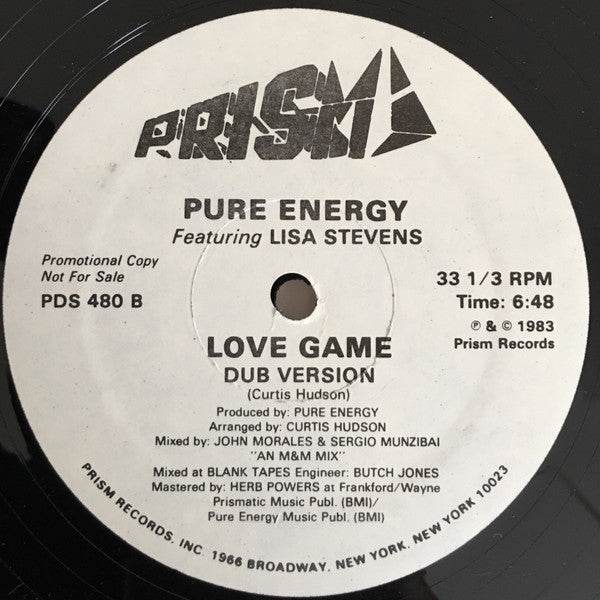 PRISM
PURE ENERGY
Featuring LISA STEVENS
Promotional Copy
Not For Sale
PDS 480 B
33 1/3 RPM
Time: 6:48
℗ & © 1983
Prism Records
LOVE GAME
DUB VERSION
(Curtis Hudson)
Produced by: PURE ENERGY
Arranged by: CURTIS HUDSON
Mixed by: JOHN MORALES & SERGIO MUNZIBAI
"AN M&M MIX"
Mixed at BLANK TAPES Engineer: BUTCH JONES
Mastered by: HERB POWERS at Frankford/Wayne
Prismatic Music Publ. (BMI)/
Pure Energy Music Publ. (BMI)
PRISM RECORDS, INC. 1966 BROADWAY, NEW YORK, NEW YORK 10023